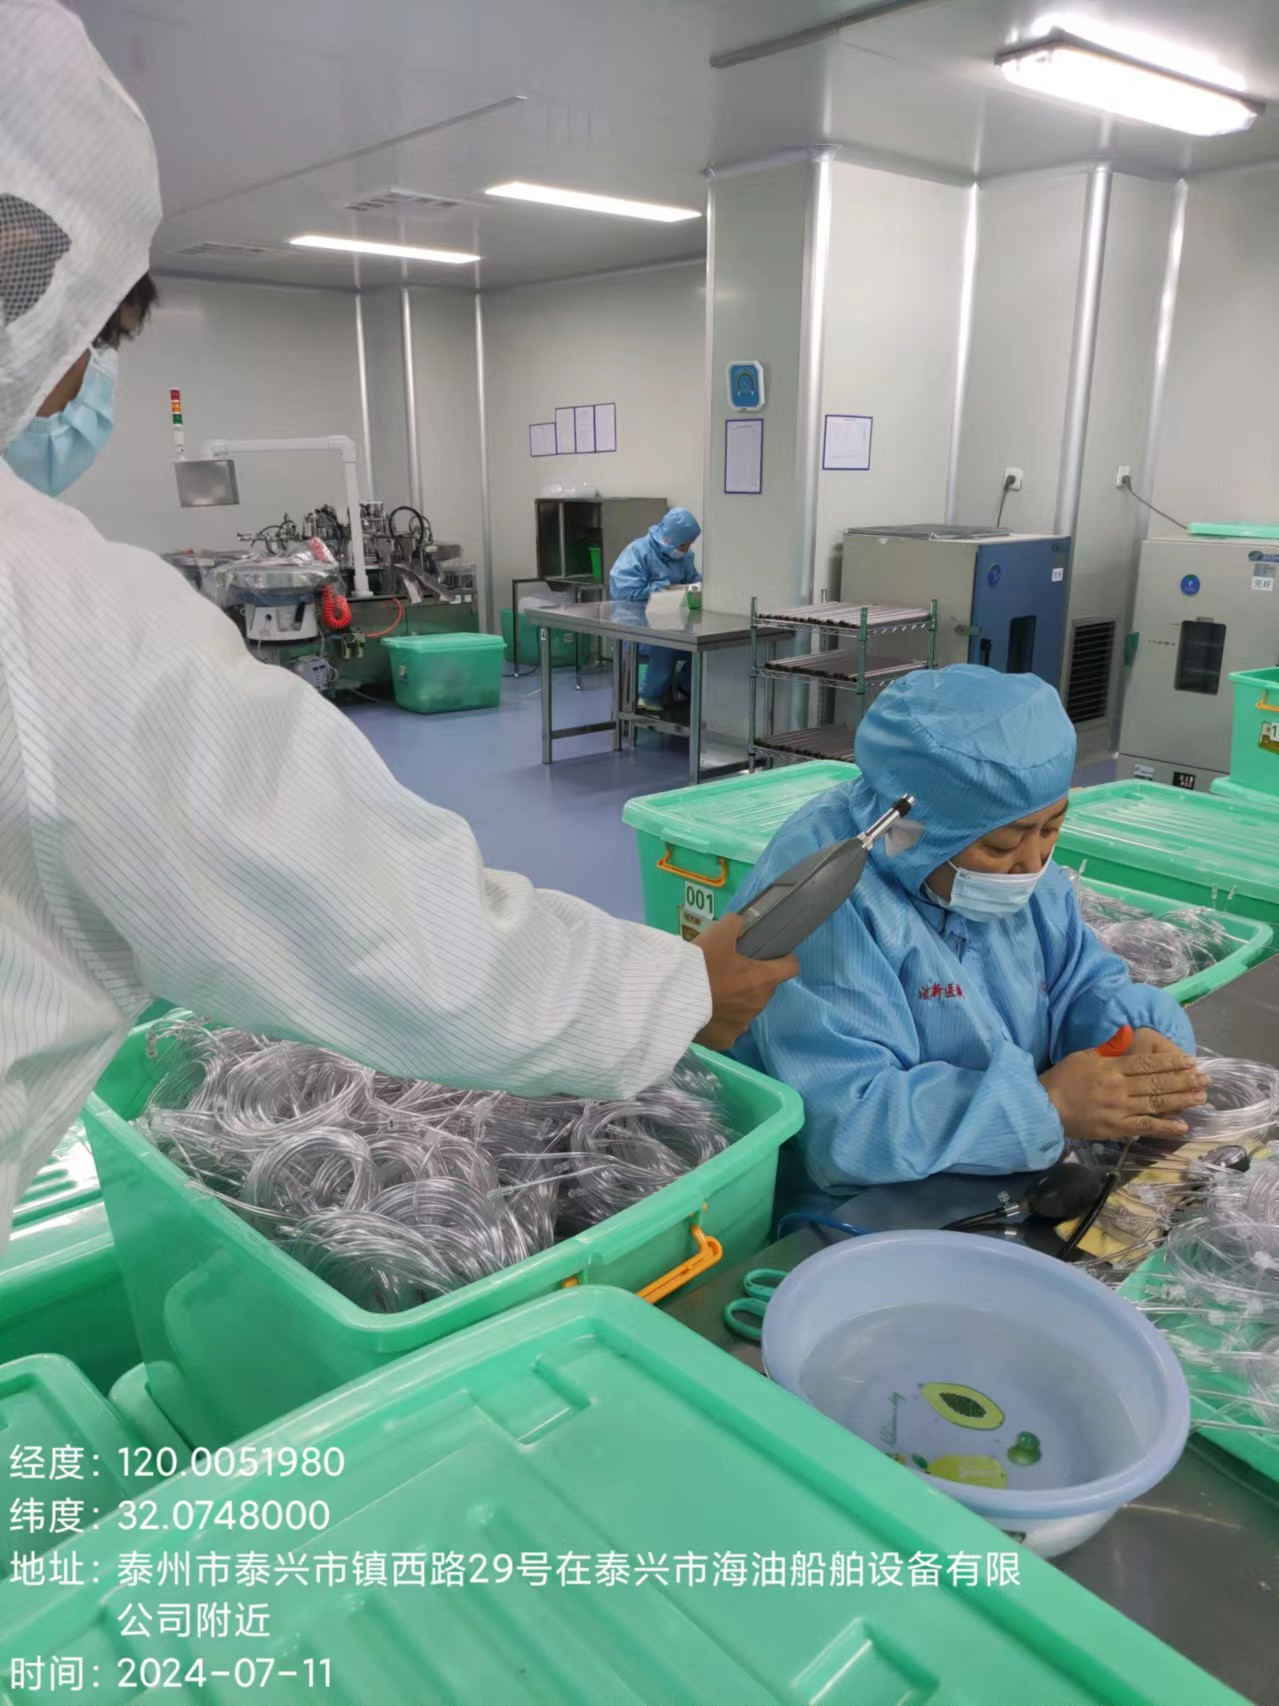 001
经度：120.0051980
纬度：32.0748000
地址：泰州市泰兴市镇西路29号在泰兴市海油船舶设备有限
公司附近
时间：2024-07-11